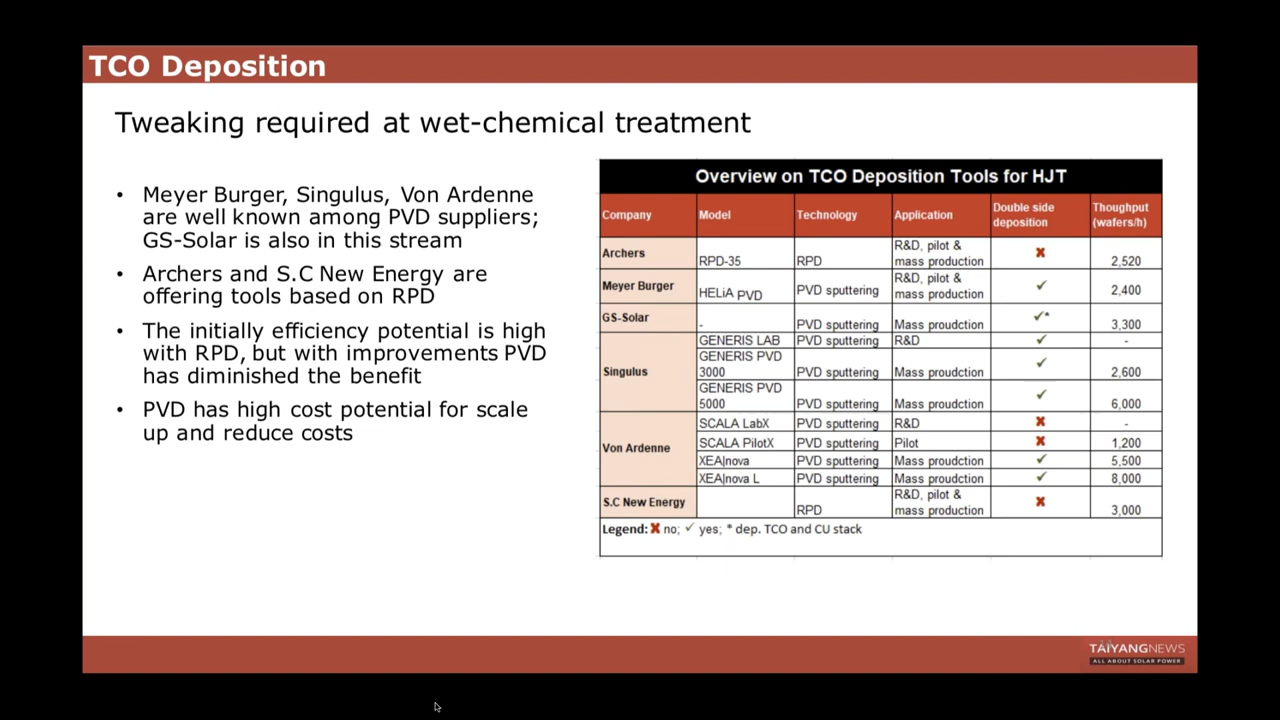 TCO Deposition
Tweaking required at wet-chemical treatment
• Meyer Burger, Singulus, Von Ardenne
are well known among PVD suppliers;
GS-Solar is also in this stream
• Archers and S.C New Energy are
offering tools based on RPD
• The initially efficiency potential is high
with RPD, but with improvements PVD
has diminished the benefit
• PVD has high cost potential for scale
up and reduce costs
Overview on TCO Deposition Tools for HJT
Company Model Technology Application Double side deposition Thoughput (wafers/h)
Archers RPD-35 RPD R&D, pilot & mass production ✖ 2,520
Meyer Burger HELiA PVD PVD sputtering R&D, pilot & mass production ✓ 2,400
GS-Solar - PVD sputtering Mass proudction ✓* 3,300
Singulus GENERIS LAB PVD sputtering R&D ✓ -
GENERIS PVD 3000 PVD sputtering Mass proudction ✓ 2,600
GENERIS PVD 5000 PVD sputtering Mass proudction ✓ 6,000
Von Ardenne SCALA LabX PVD sputtering R&D ✖ -
SCALA PilotX PVD sputtering Pilot ✖ 1,200
XEA|nova PVD sputtering Mass proudction ✓ 5,500
XEA|nova L PVD sputtering Mass proudction ✓ 8,000
S.C New Energy RPD R&D, pilot & mass production ✖ 3,000
Legend: ✖ no; ✓ yes; * dep. TCO and CU stack
TAIYANGNEWS
ALL ABOUT SOLAR POWER